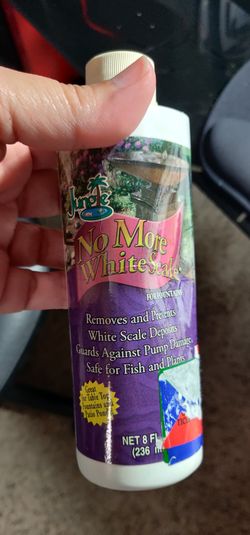 Jungle
No More
White Scale
FOR FOUNTAINS
Removes and Prevents
White Scale Deposits
Guards Against Pump Damage
Safe for Fish and Plants
Great
for Table Top
Fountains and
Patio Ponds
NET 8 FL
(236 m